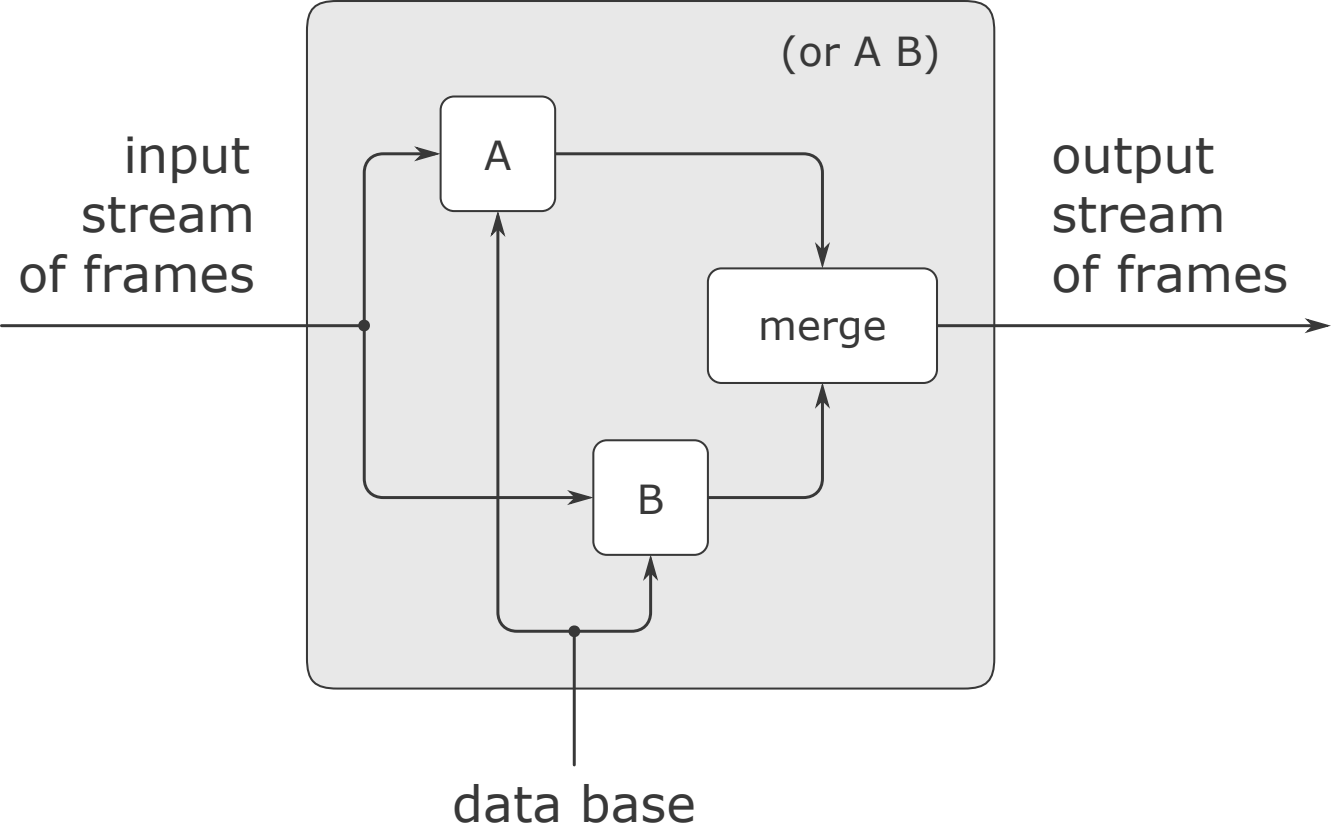 (or A B)
input
stream
of frames
A
output
stream
of frames
merge
B
data base